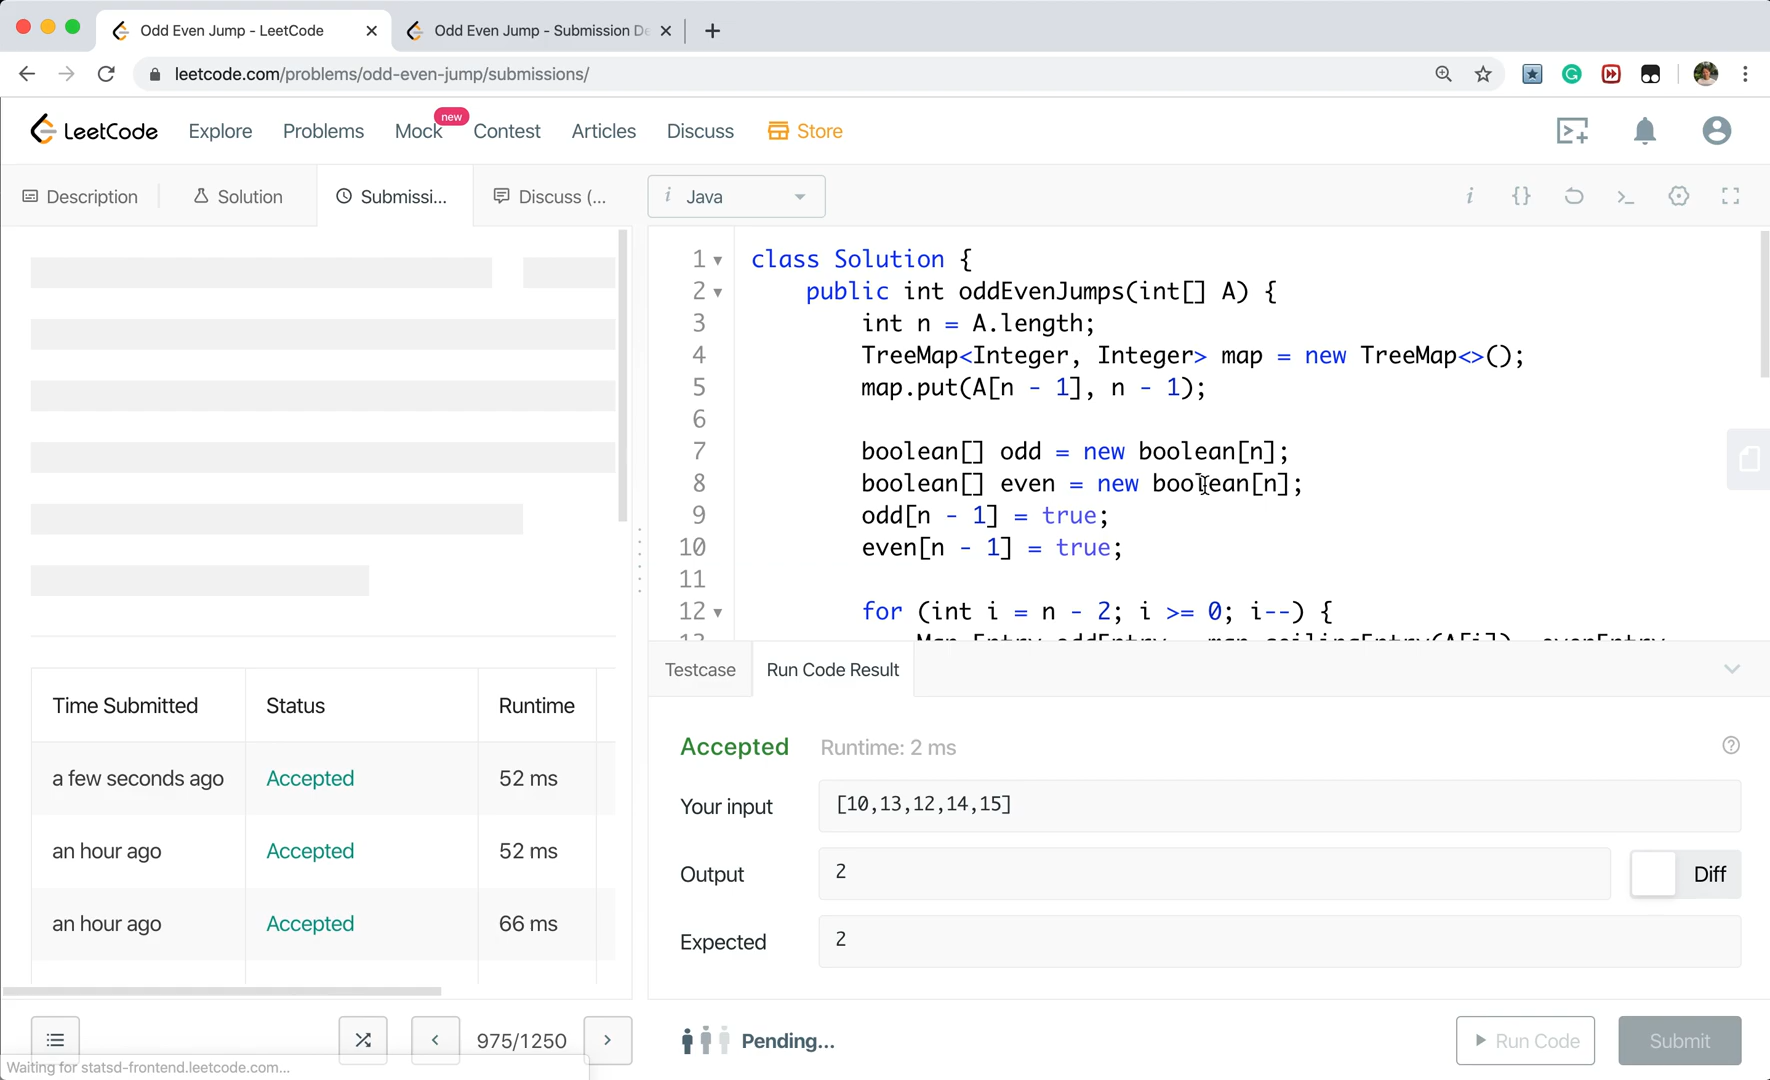 Odd Even Jump - LeetCode
Odd Even Jump - Submission De
leetcode.com/problems/odd-even-jump/submissions/
LeetCode
Explore
Problems
Mock
new
Contest
Articles
Discuss
Store
Description
Solution
Submissi...
Discuss (...
i Java
i {}
1 class Solution {
2 public int oddEvenJumps(int[] A) {
3 int n = A.length;
4 TreeMap<Integer, Integer> map = new TreeMap<>();
5 map.put(A[n - 1], n - 1);
6
7 boolean[] odd = new boolean[n];
8 boolean[] even = new boolean[n];
9 odd[n - 1] = true;
10 even[n - 1] = true;
11
12 for (int i = n - 2; i >= 0; i--) {
Testcase
Run Code Result
Time Submitted Status Runtime
a few seconds ago Accepted 52 ms
an hour ago Accepted 52 ms
an hour ago Accepted 66 ms
Accepted Runtime: 2 ms
Your input [10,13,12,14,15]
Output 2 Diff
Expected 2
975/1250
Pending...
Run Code
Submit
Waiting for statsd-frontend.leetcode.com...